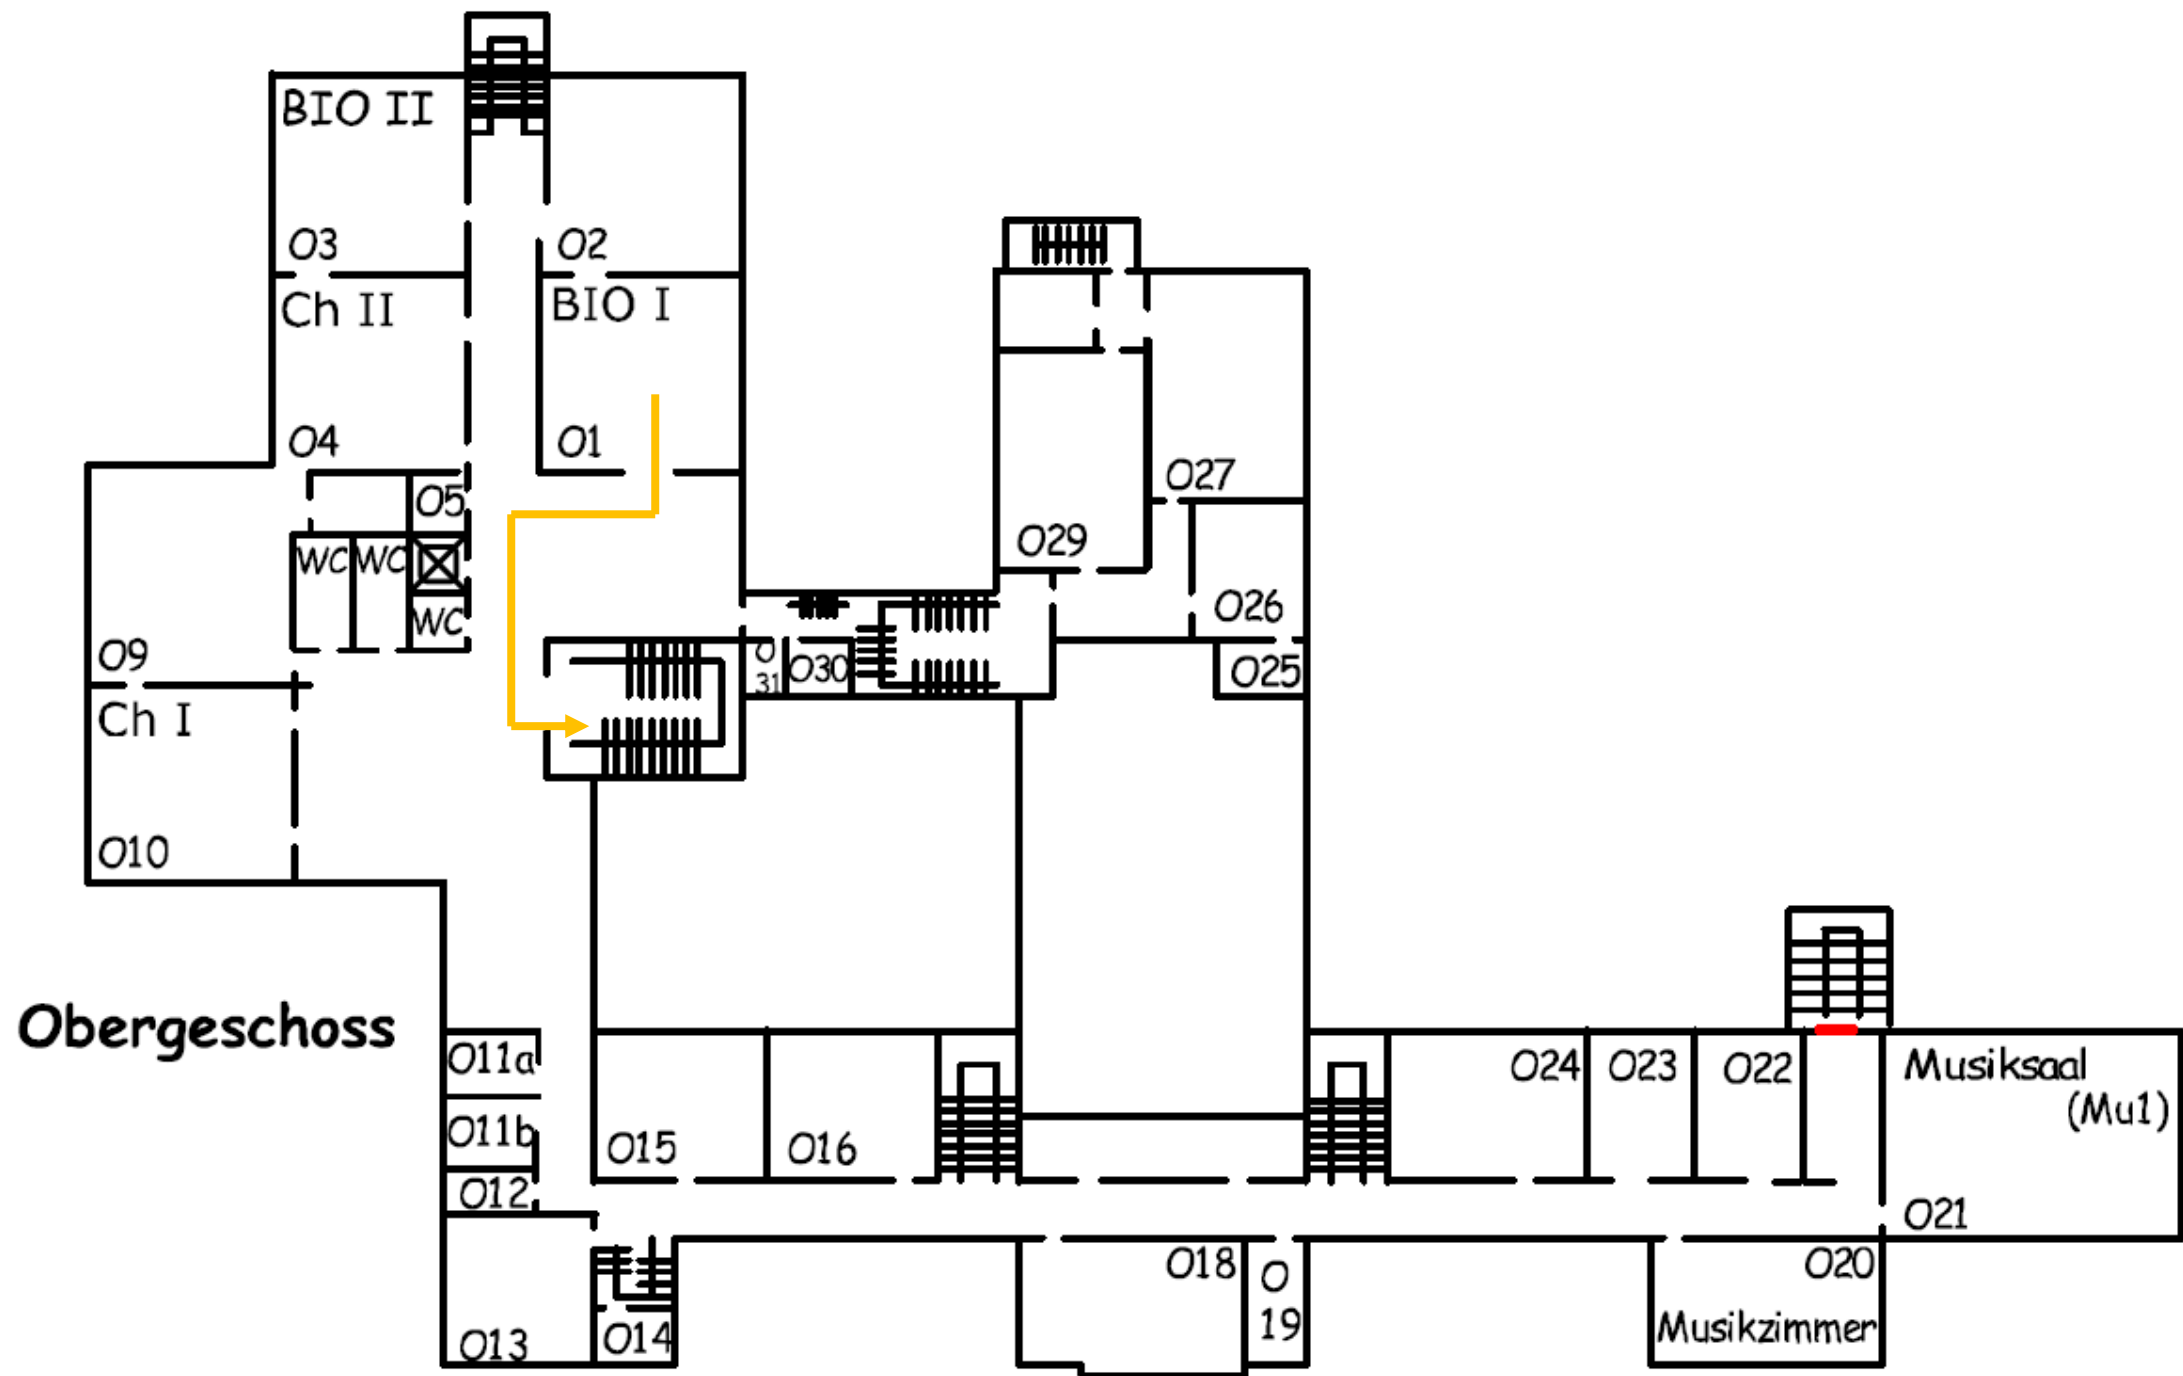 BIO II
O3
O2
Ch II
BIO I
O4
O1
O5
WC
WC
WC
O9
Ch I
O10
O
31
O30
O29
O27
O26
O25
Obergeschoss
O11a
O11b
O12
O13
O14
O15
O16
O18
O
19
O24
O23
O22
Musiksaal
(Mu1)
O21
O20
Musikzimmer